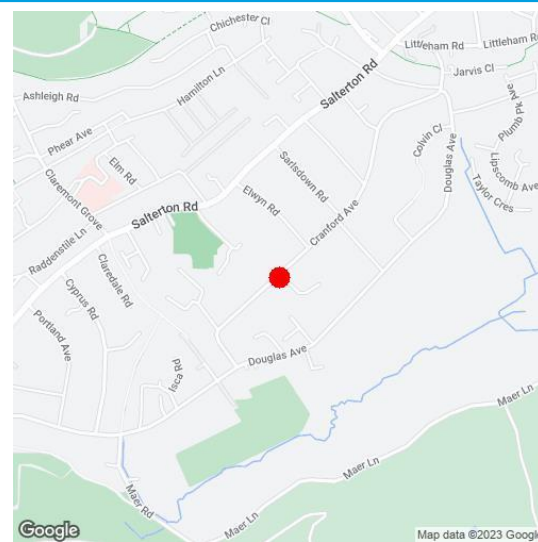 Chichester Cl
Littleham Rd
Littleham Rd
Jarvis Cl
Hamilton Ln
Salterton Rd
Ashleigh Rd
Plumb Pk Ave
Phear Ave
Colvin Cl
Elm Rd
Sarlsdown Rd
Lipscomb Ave
Claremont Grove
Elwyn Rd
Douglas Ave
Taylor Cres
Salterton Rd
Cranford Ave
Raddenstile Ln
Claredale Rd
Cyprus Rd
Portland Ave
Isca Rd
Douglas Ave
Maer Ln
Maer Ln
Maer Rd
Maer Ln
Google
Map data ©2023 Google